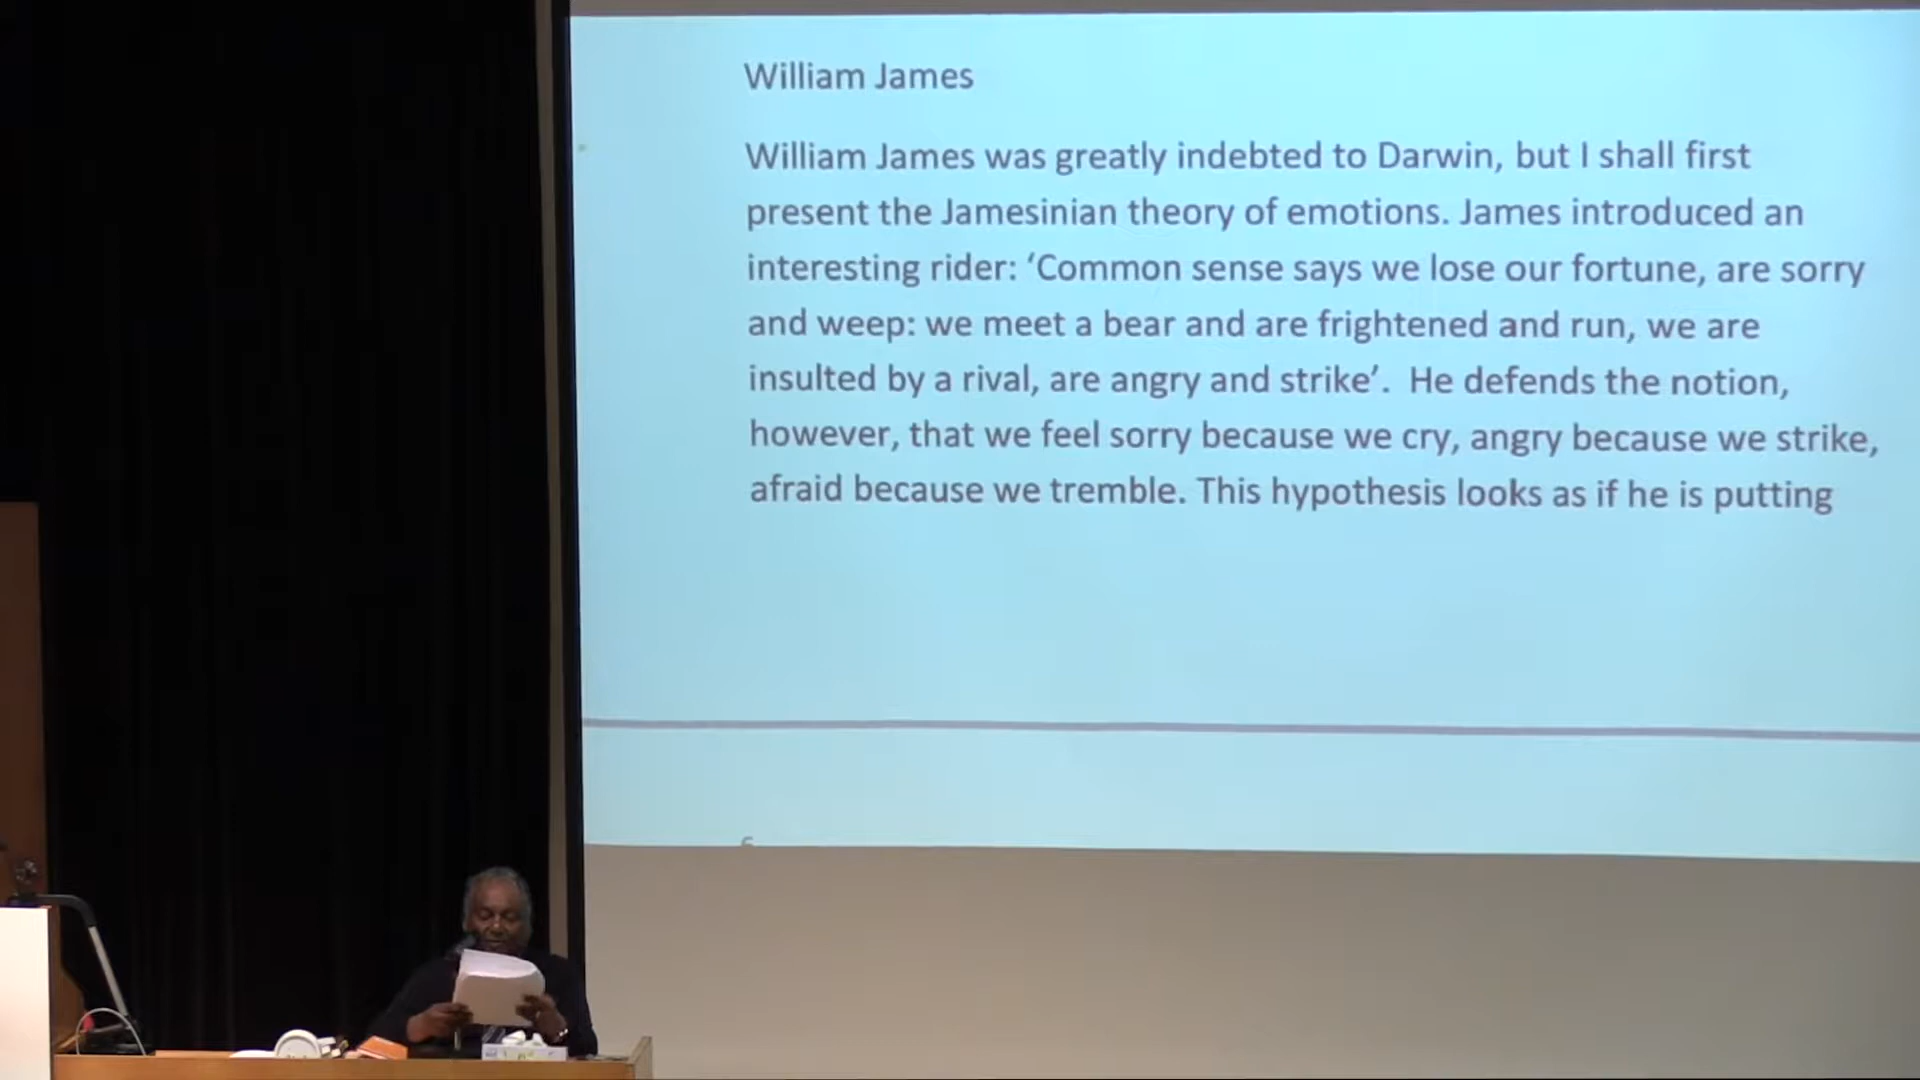 William James
William James was greatly indebted to Darwin, but I shall first
present the Jamesinian theory of emotions. James introduced an
interesting rider: ‘Common sense says we lose our fortune, are sorry
and weep: we meet a bear and are frightened and run, we are
insulted by a rival, are angry and strike’.  He defends the notion,
however, that we feel sorry because we cry, angry because we strike,
afraid because we tremble. This hypothesis looks as if he is putting